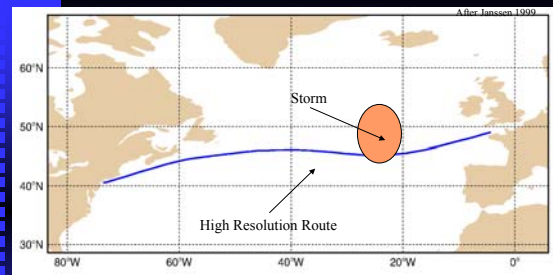 After Janssen 1999
60°N
Storm
50°N
40°N
High Resolution Route
30°N
80°W
60°W
40°W
20°W
0°